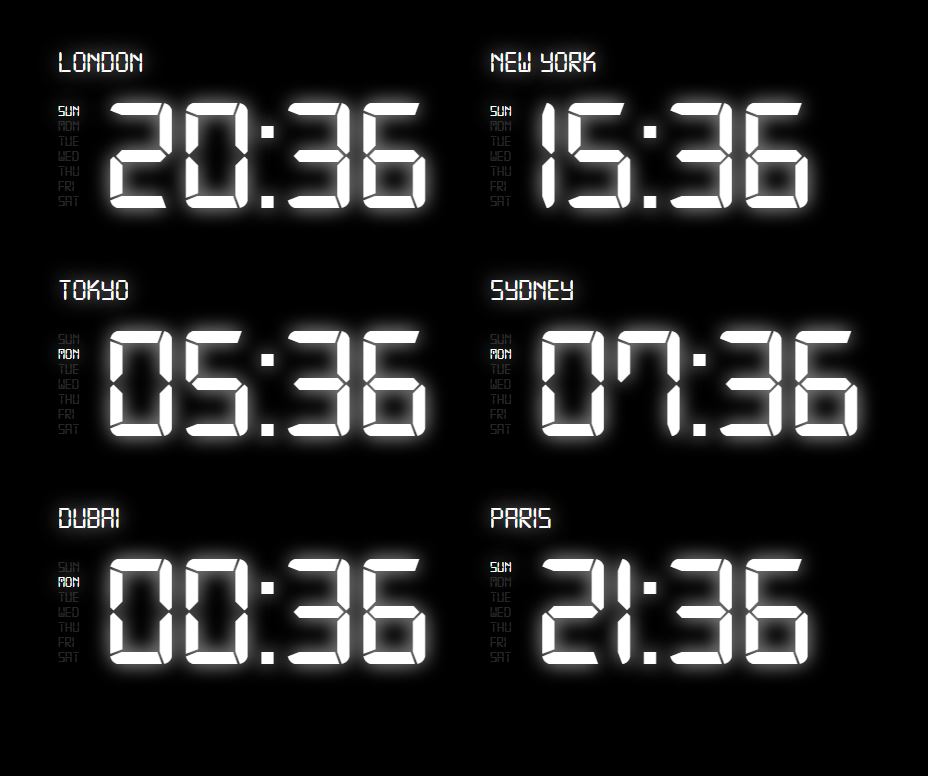 LONDON
SUN
MON
TUE
WED
THU
FRI
SAT
20:36
NEW YORK
SUN
MON
TUE
WED
THU
FRI
SAT
15:36
TOKYO
SUN
MON
TUE
WED
THU
FRI
SAT
05:36
SYDNEY
SUN
MON
TUE
WED
THU
FRI
SAT
07:36
DUBAI
SUN
MON
TUE
WED
THU
FRI
SAT
00:36
PARIS
SUN
MON
TUE
WED
THU
FRI
SAT
21:36